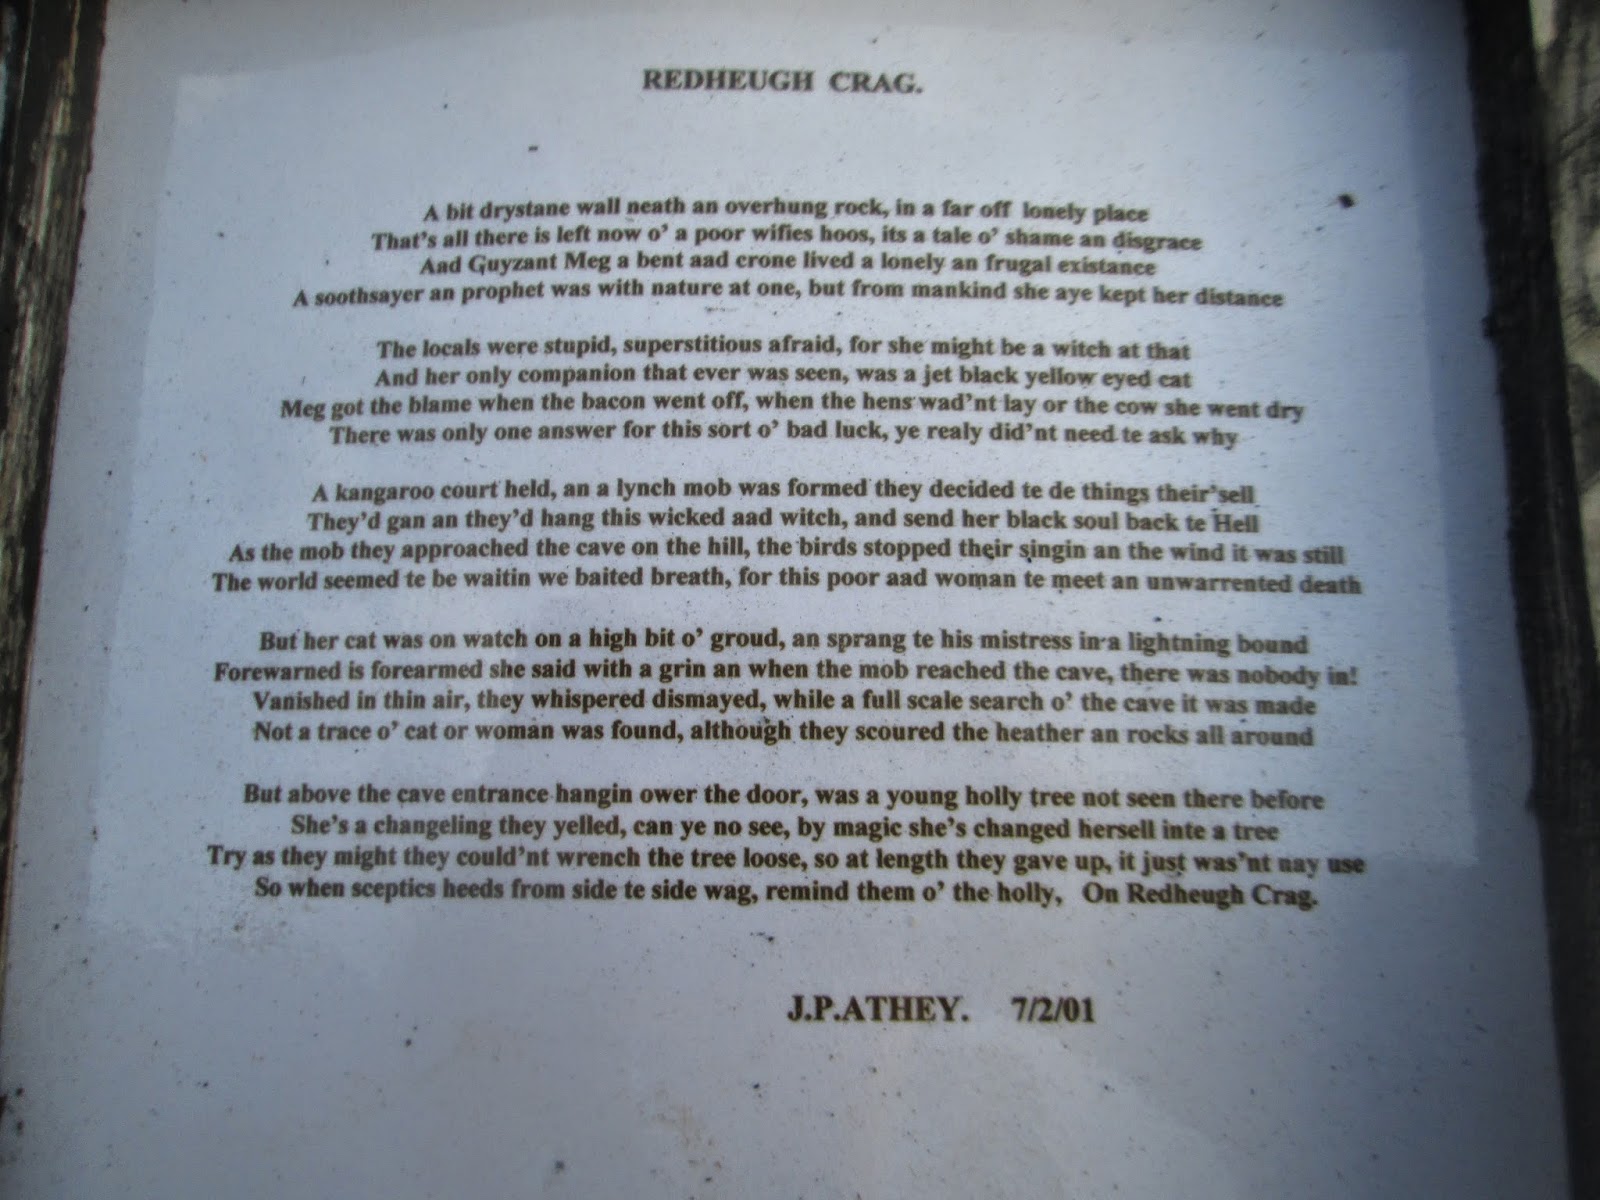 REDHEUGH CRAG.
A bit drystane wall neath an overhung rock, in a far off lonely place
That's all there is left now o' a poor wifies hoos, its a tale o' shame an disgrace
Aad Guyzant Meg a bent aad crone lived a lonely an frugal existance
A soothsayer an prophet was with nature at one, but from mankind she aye kept her distance
The locals were stupid, superstitious afraid, for she might be a witch at that
And her only companion that ever was seen, was a jet black yellow eyed cat
Meg got the blame when the bacon went off, when the hens wad'nt lay or the cow she went dry
There was only one answer for this sort o' bad luck, ye realy did'nt need te ask why
A kangaroo court held, an a lynch mob was formed they decided te de things their'sell
They'd gan an they'd hang this wicked aad witch, and send her black soul back te Hell
As the mob they approached the cave on the hill, the birds stopped their singin an the wind it was still
The world seemed te be waitin we baited breath, for this poor aad woman te meet an unwarrented death
But her cat was on watch on a high bit o' groud, an sprang te his mistress in a lightning bound
Forewarned is forearmed she said with a grin an when the mob reached the cave, there was nobody in!
Vanished in thin air, they whispered dismayed, while a full scale search o' the cave it was made
Not a trace o' cat or woman was found, although they scoured the heather an rocks all around
But above the cave entrance hangin ower the door, was a young holly tree not seen there before
She's a changeling they yelled, can ye no see, by magic she's changed hersell inte a tree
Try as they might they could'nt wrench the tree loose, so at length they gave up, it just was'nt nay use
So when sceptics heeds from side te side wag, remind them o' the holly, On Redheugh Crag.
J.P.ATHEY. 7/2/01